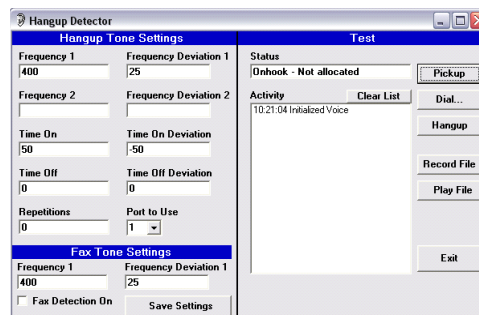 Hangup Detector
Hangup Tone Settings
Frequency 1 Frequency Deviation 1
400 25
Frequency 2 Frequency Deviation 2
Time On Time On Deviation
50 -50
Time Off Time Off Deviation
0 0
Repetitions Port to Use
0 1
Fax Tone Settings
Frequency 1 Frequency Deviation 1
400 25
Fax Detection On Save Settings
Test
Status
Onhook - Not allocated
Pickup
Activity Clear List
Dial...
10:21:04 Initialized Voice
Hangup
Record File
Play File
Exit